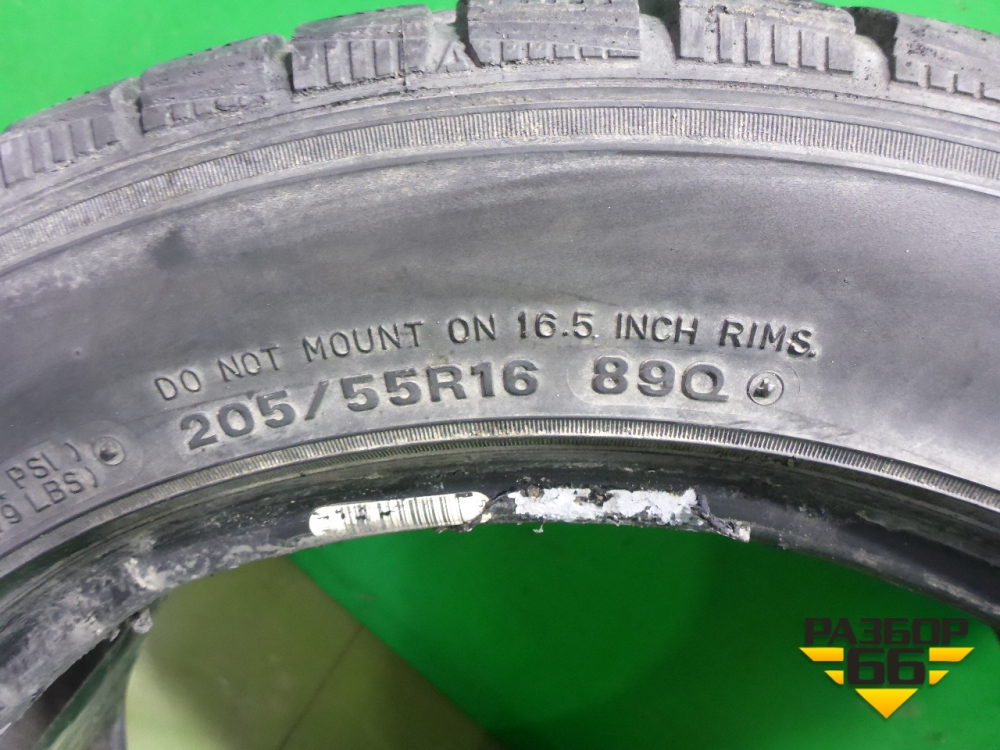 DO NOT MOUNT ON 16.5 INCH RIMS.
205/55R16 89Q
PSI)
LBS)
РАЗБОР
66